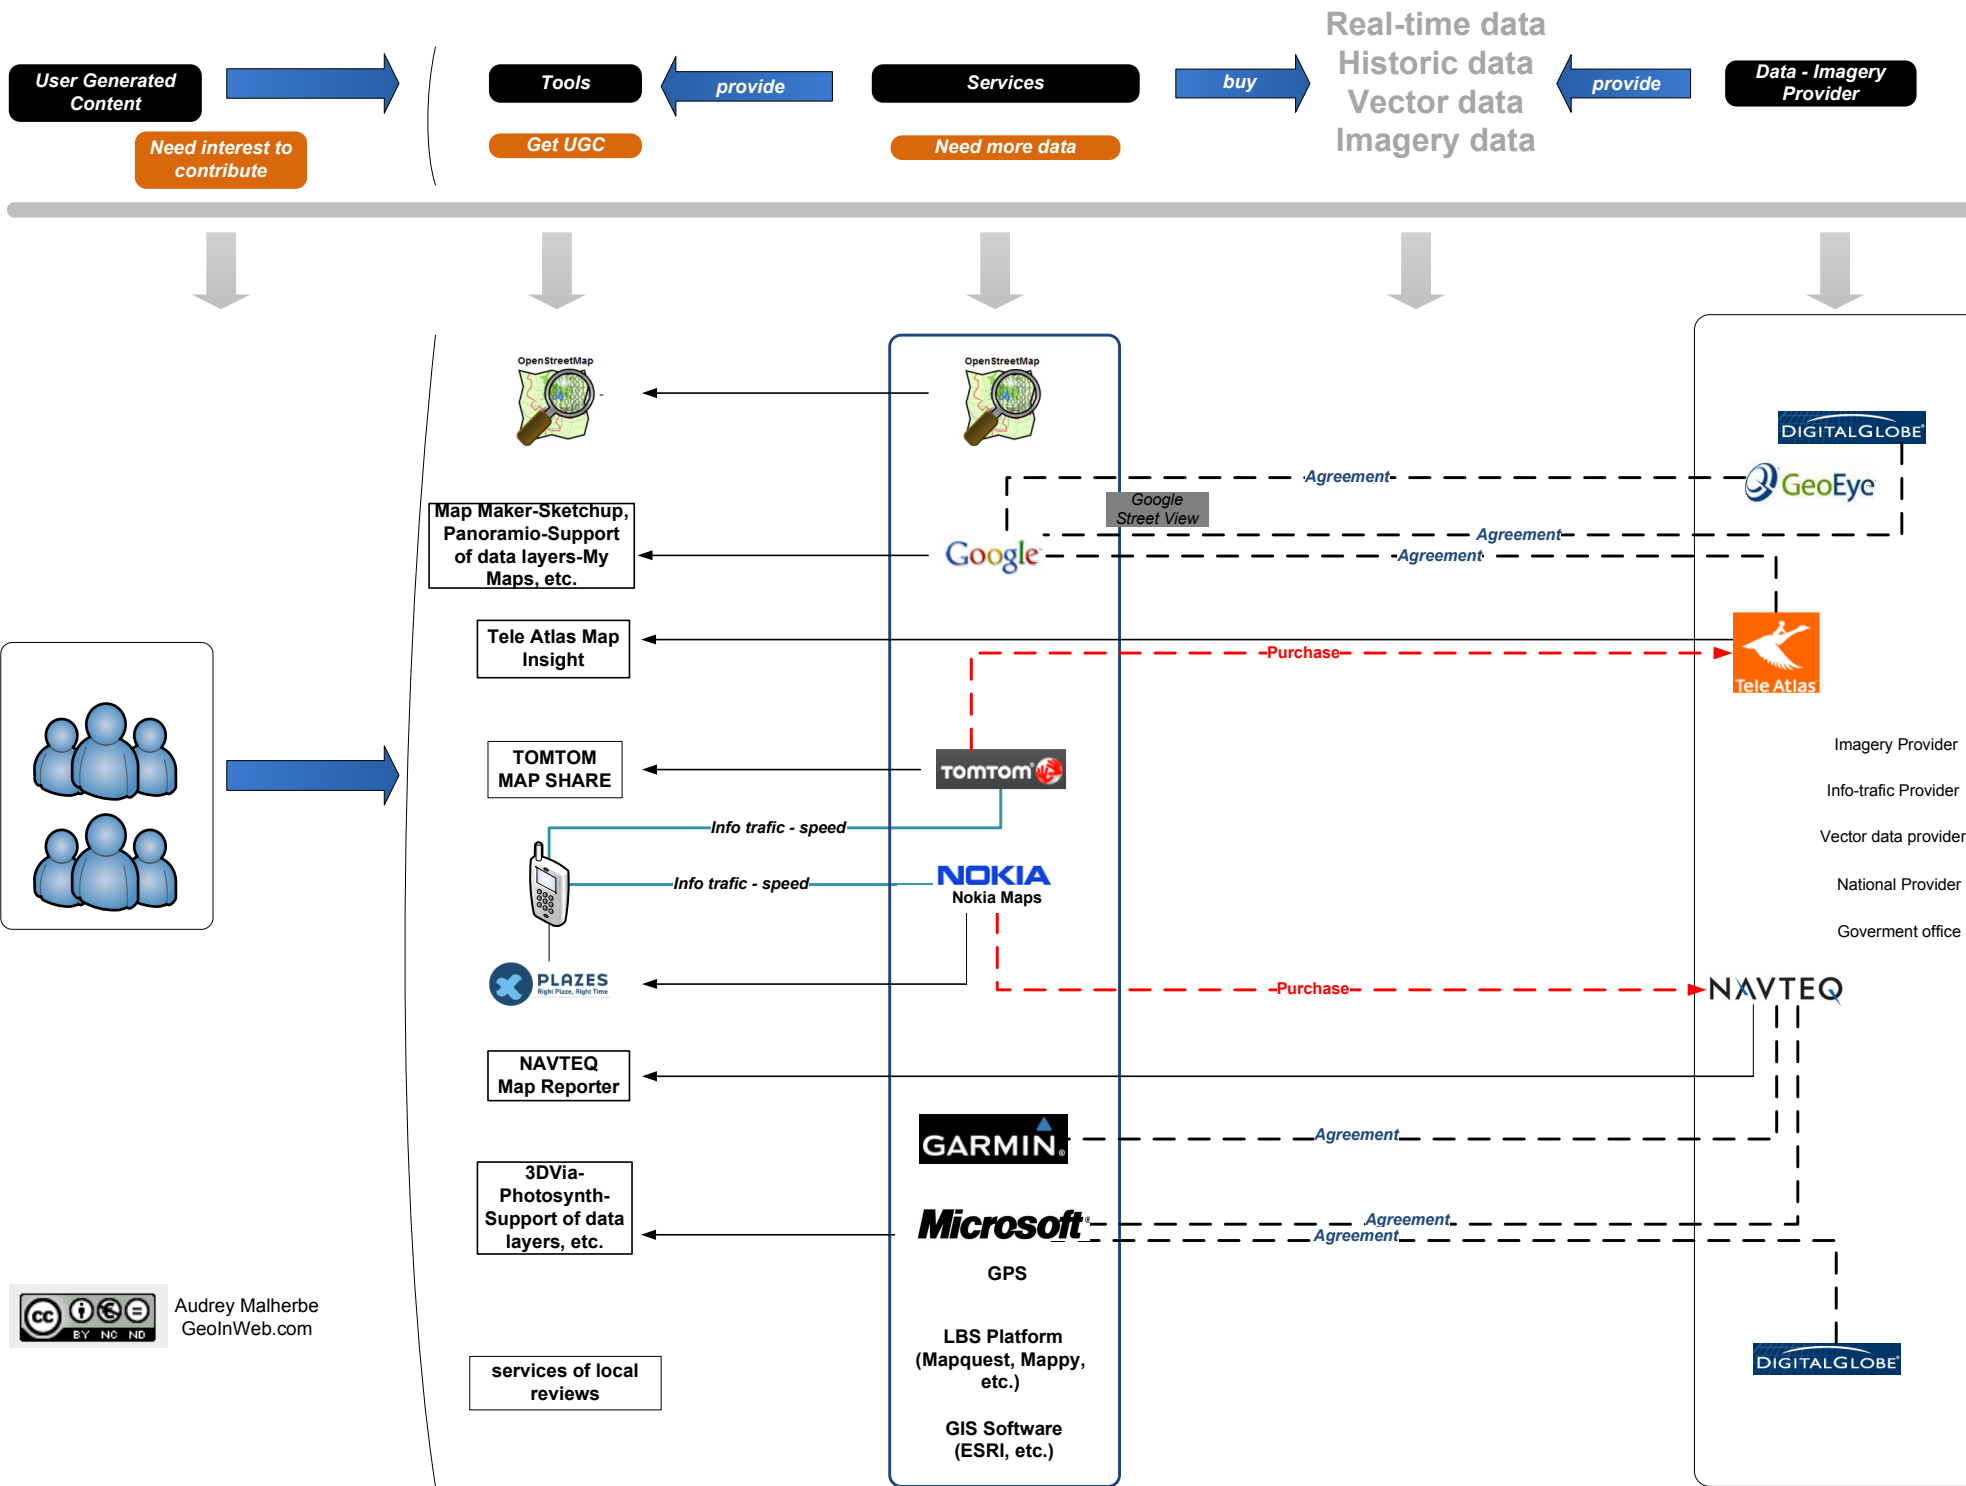 Real-time data
Historic data
Vector data
Imagery data
User Generated
Content
Tools
provide
Services
buy
provide
Data - Imagery
Provider
Need interest to
contribute
Get UGC
Need more data
OpenStreetMap
OpenStreetMap
DIGITALGLOBE®
Agreement
GeoEye
Google
Street View
Map Maker-Sketchup,
Panoramio-Support
of data layers-My
Maps, etc.
Google
Agreement
Agreement
Tele Atlas Map
Insight
Purchase
Tele Atlas
TOMTOM
MAP SHARE
TOMTOM
Imagery Provider
Info-trafic Provider
Vector data provider
National Provider
Goverment office
Info trafic - speed
Info trafic - speed
NOKIA
Nokia Maps
PLAZES
Right Plaze, Right Time
Purchase
NAVTEQ
NAVTEQ
Map Reporter
GARMIN®
Agreement
3DVia-
Photosynth-
Support of data
layers, etc.
Microsoft®
Agreement
Agreement
GPS
LBS Platform
(Mapquest, Mappy,
etc.)
DIGITALGLOBE®
GIS Software
(ESRI, etc.)
services of local
reviews
cc
BY NC ND
Audrey Malherbe
GeoInWeb.com